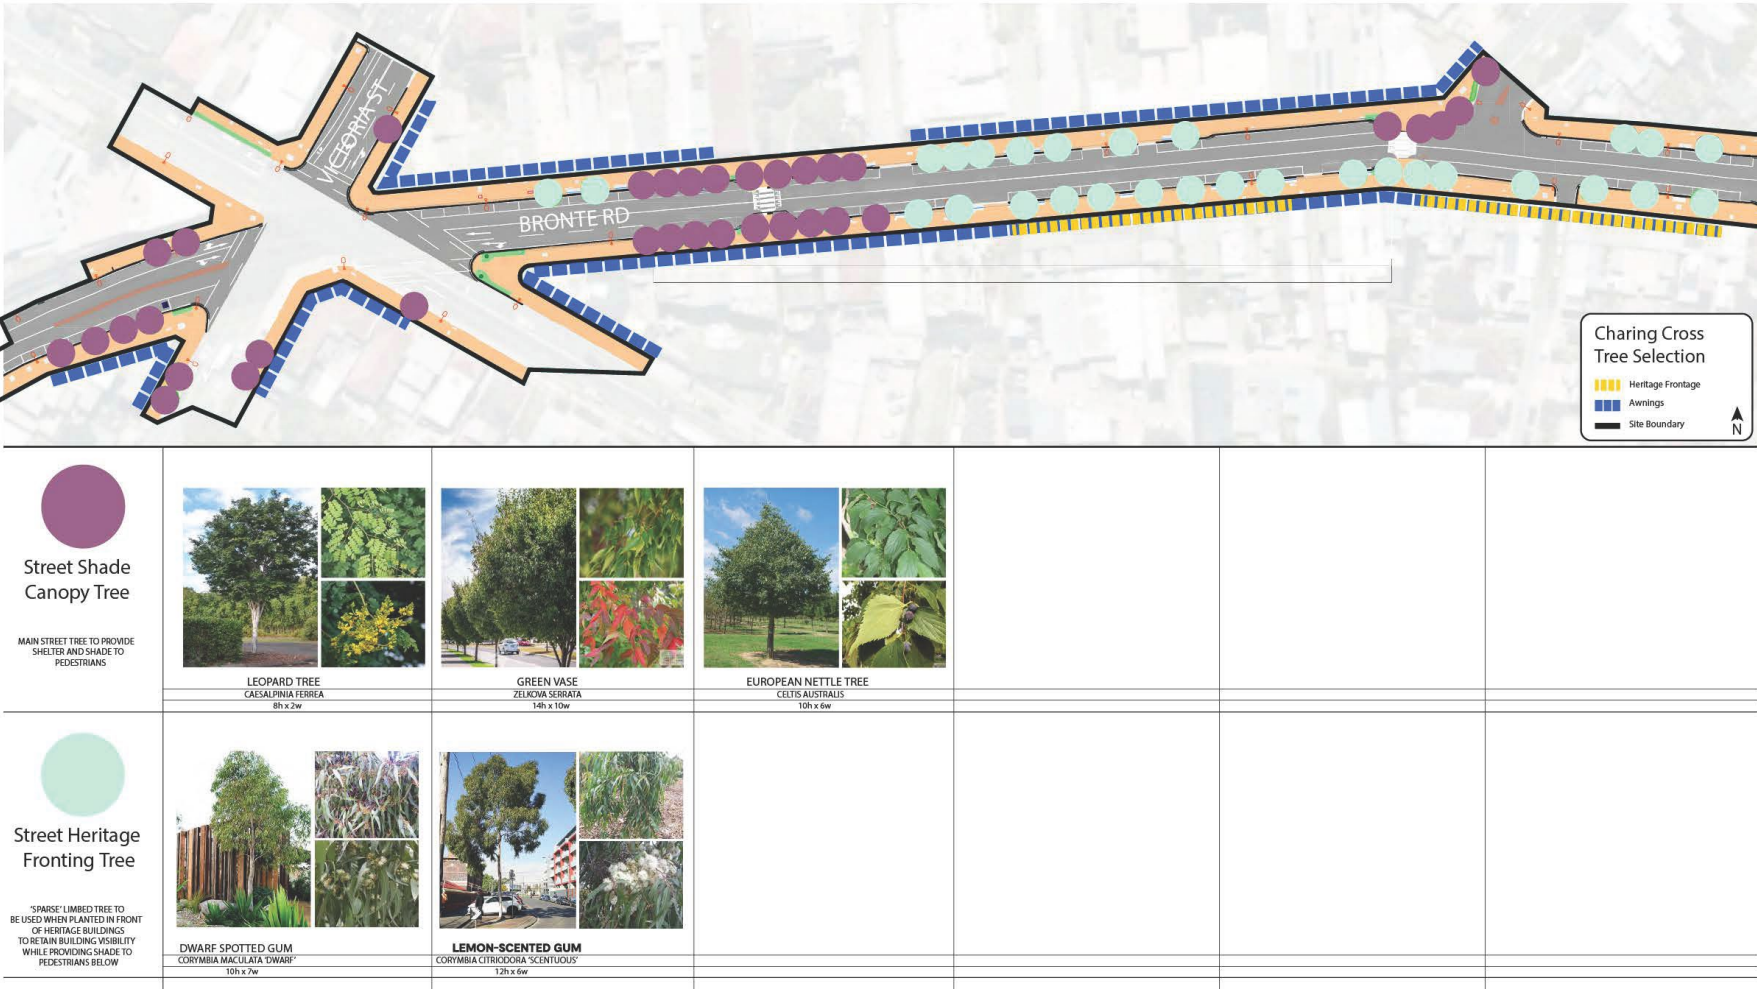 VICTORIA ST
BRONTE RD
Charing Cross
Tree Selection
Heritage Frontage
Awnings
Site Boundary
N
Street Shade
Canopy Tree
MAIN STREET TREE TO PROVIDE
SHELTER AND SHADE TO
PEDESTRIANS
LEOPARD TREE
CAESALPINIA FERREA
8h x 2w
GREEN VASE
ZELKOVA SERRATA
14h x 10w
EUROPEAN NETTLE TREE
CELTIS AUSTRALIS
10h x 6w
Street Heritage
Fronting Tree
'SPARSE' LIMBED TREE TO
BE USED WHEN PLANTED IN FRONT
OF HERITAGE BUILDINGS
TO RETAIN BUILDING VISIBILITY
WHILE PROVIDING SHADE TO
PEDESTRIANS BELOW
DWARF SPOTTED GUM
CORYMBIA MACULATA 'DWARF'
10h x 7w
LEMON-SCENTED GUM
CORYMBIA CITRIODORA 'SCENTUOUS'
12h x 6w